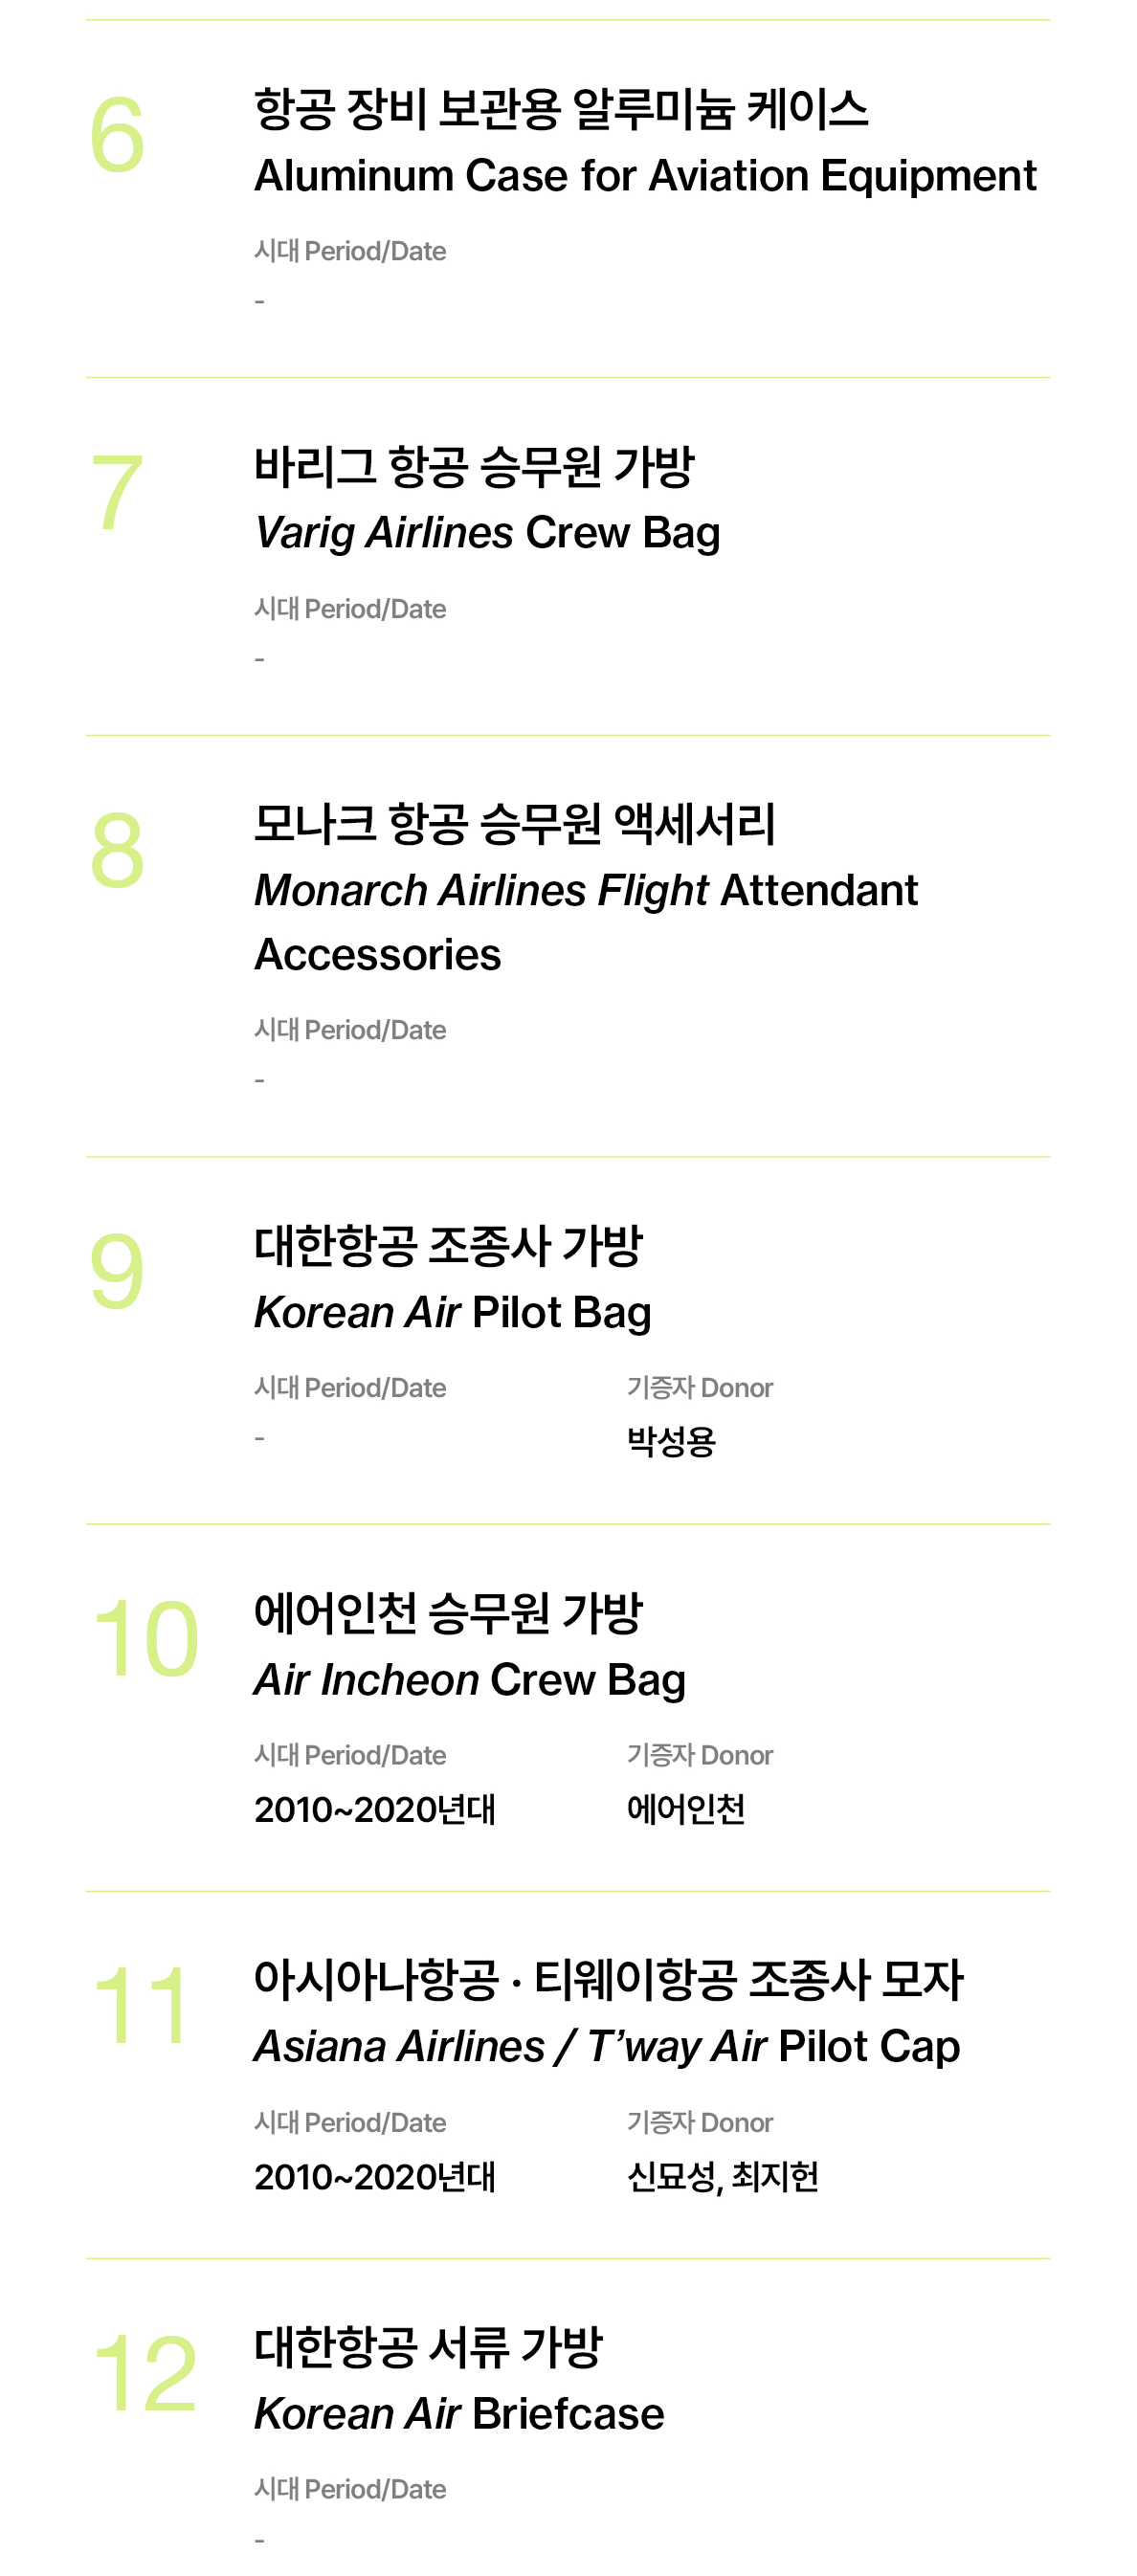 6
항공 장비 보관용 알루미늄 케이스
Aluminum Case for Aviation Equipment
시대 Period/Date
-
7
바리그 항공 승무원 가방
Varig Airlines Crew Bag
시대 Period/Date
-
8
모나크 항공 승무원 액세서리
Monarch Airlines Flight Attendant
Accessories
시대 Period/Date
-
9
대한항공 조종사 가방
Korean Air Pilot Bag
시대 Period/Date 기증자 Donor
- 박성용
10
에어인천 승무원 가방
Air Incheon Crew Bag
시대 Period/Date 기증자 Donor
2010~2020년대 에어인천
11
아시아나항공 · 티웨이항공 조종사 모자
Asiana Airlines / T’way Air Pilot Cap
시대 Period/Date 기증자 Donor
2010~2020년대 신묘성, 최지헌
12
대한항공 서류 가방
Korean Air Briefcase
시대 Period/Date
-